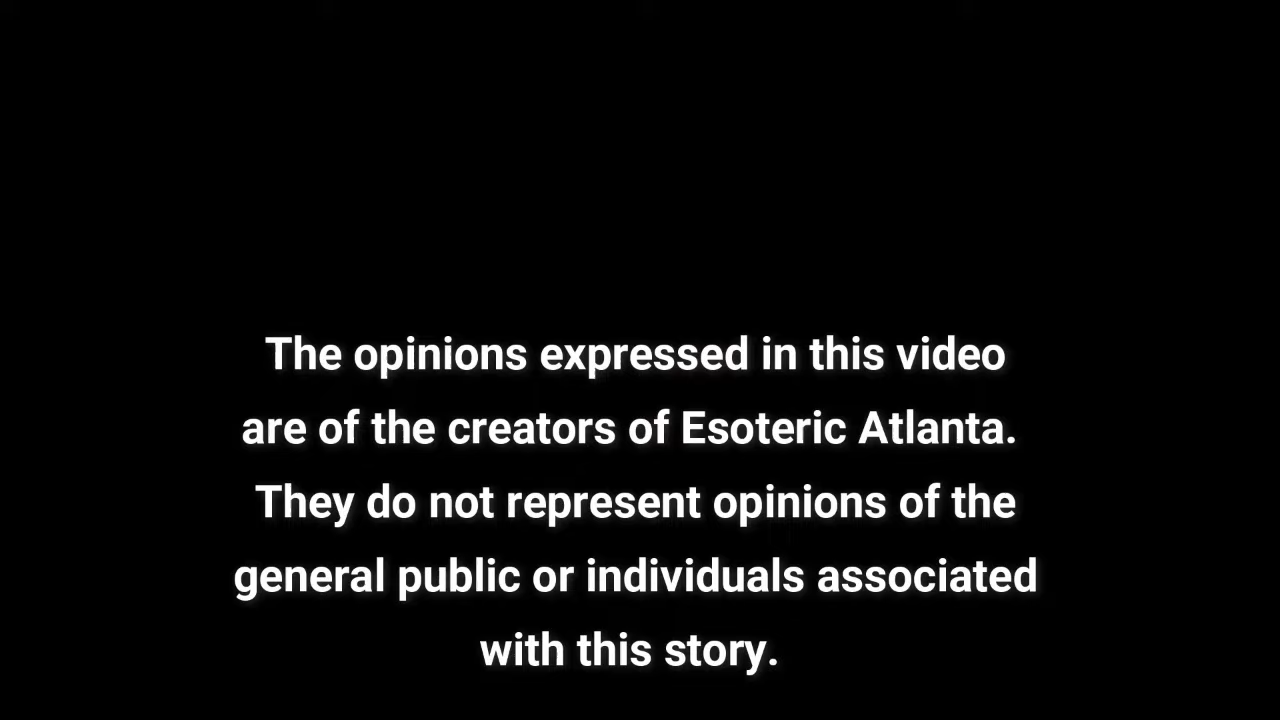 The opinions expressed in this video
are of the creators of Esoteric Atlanta.
They do not represent opinions of the
general public or individuals associated
with this story.